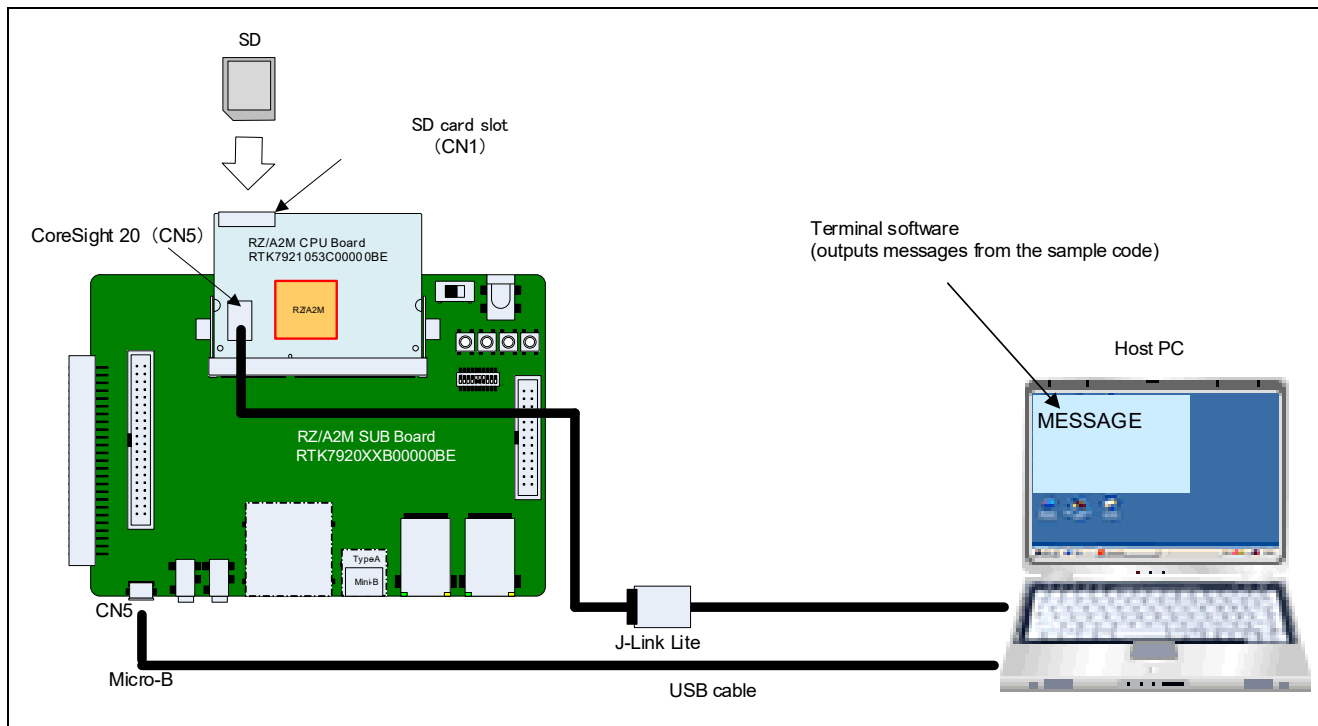 SD
SD card slot
（CN1）
CoreSight 20（CN5）
RZ/A2M CPU Board
RTK7921053C00000BE
RZ/A2M
Terminal software
(outputs messages from the sample code)
Host PC
MESSAGE
RZ/A2M SUB Board
RTK7920XXB00000BE
TypeA
Mini-B
CN5
J-Link Lite
Micro-B
USB cable